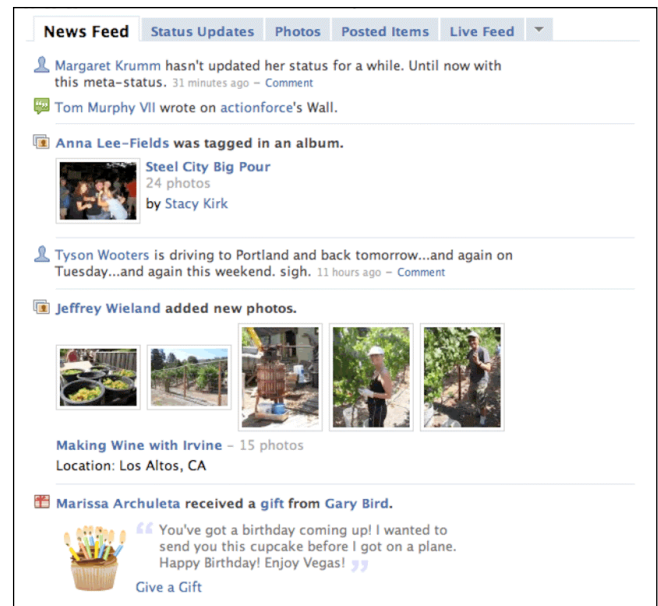 News Feed Status Updates Photos Posted Items Live Feed
Margaret Krumm hasn't updated her status for a while. Until now with
this meta-status. 31 minutes ago – Comment
Tom Murphy VII wrote on actionforce's Wall.
Anna Lee-Fields was tagged in an album.
Steel City Big Pour
24 photos
by Stacy Kirk
Tyson Wooters is driving to Portland and back tomorrow...and again on
Tuesday...and again this weekend. sigh. 11 hours ago – Comment
Jeffrey Wieland added new photos.
Making Wine with Irvine – 15 photos
Location: Los Altos, CA
Marissa Archuleta received a gift from Gary Bird.
“ You've got a birthday coming up! I wanted to
send you this cupcake before I got on a plane.
Happy Birthday! Enjoy Vegas! ”
Give a Gift